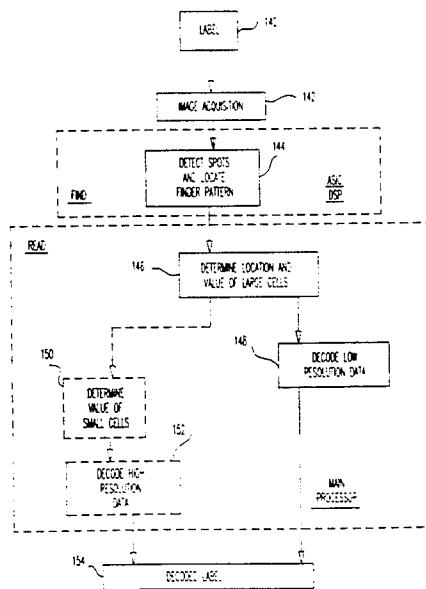 LABEL
140
IMAGE ACQUISITION
142
DETECT SPOTS
AND LOCATE
FINDER PATTERN
144
FIND
ASIC
DSP
READ
146
DETERMINE LOCATION AND
VALUE OF LARGE CELLS
148
DECODE LOW
RESOLUTION DATA
150
DETERMINE
VALUE OF
SMALL CELLS
152
DECODE HIGH
RESOLUTION
DATA
MAIN
PROCESSOR
154
DECODED LABEL